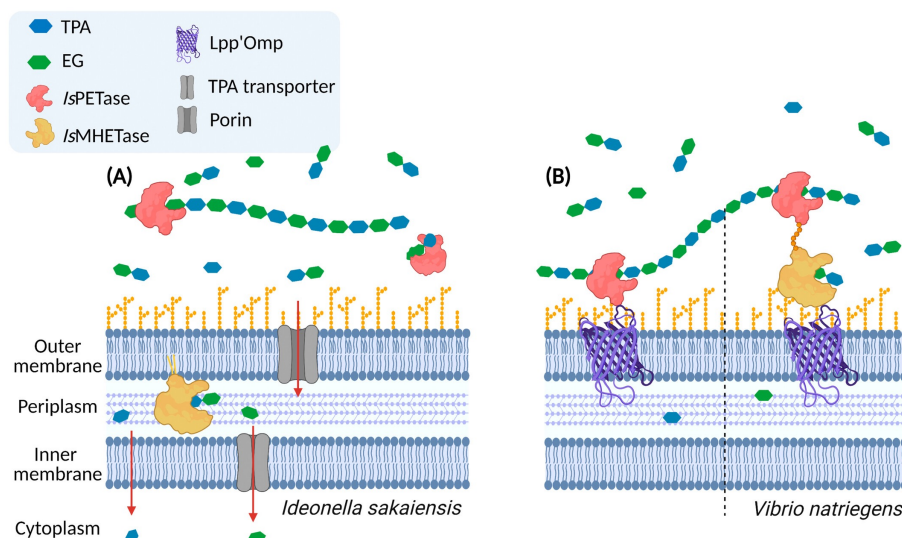 TPA
EG
IsPETase
IsMHETase
Lpp'Omp
TPA transporter
Porin
(A)
Outer
membrane
Periplasm
Inner
membrane
Cytoplasm
Ideonella sakaiensis
(B)
Vibrio natriegens